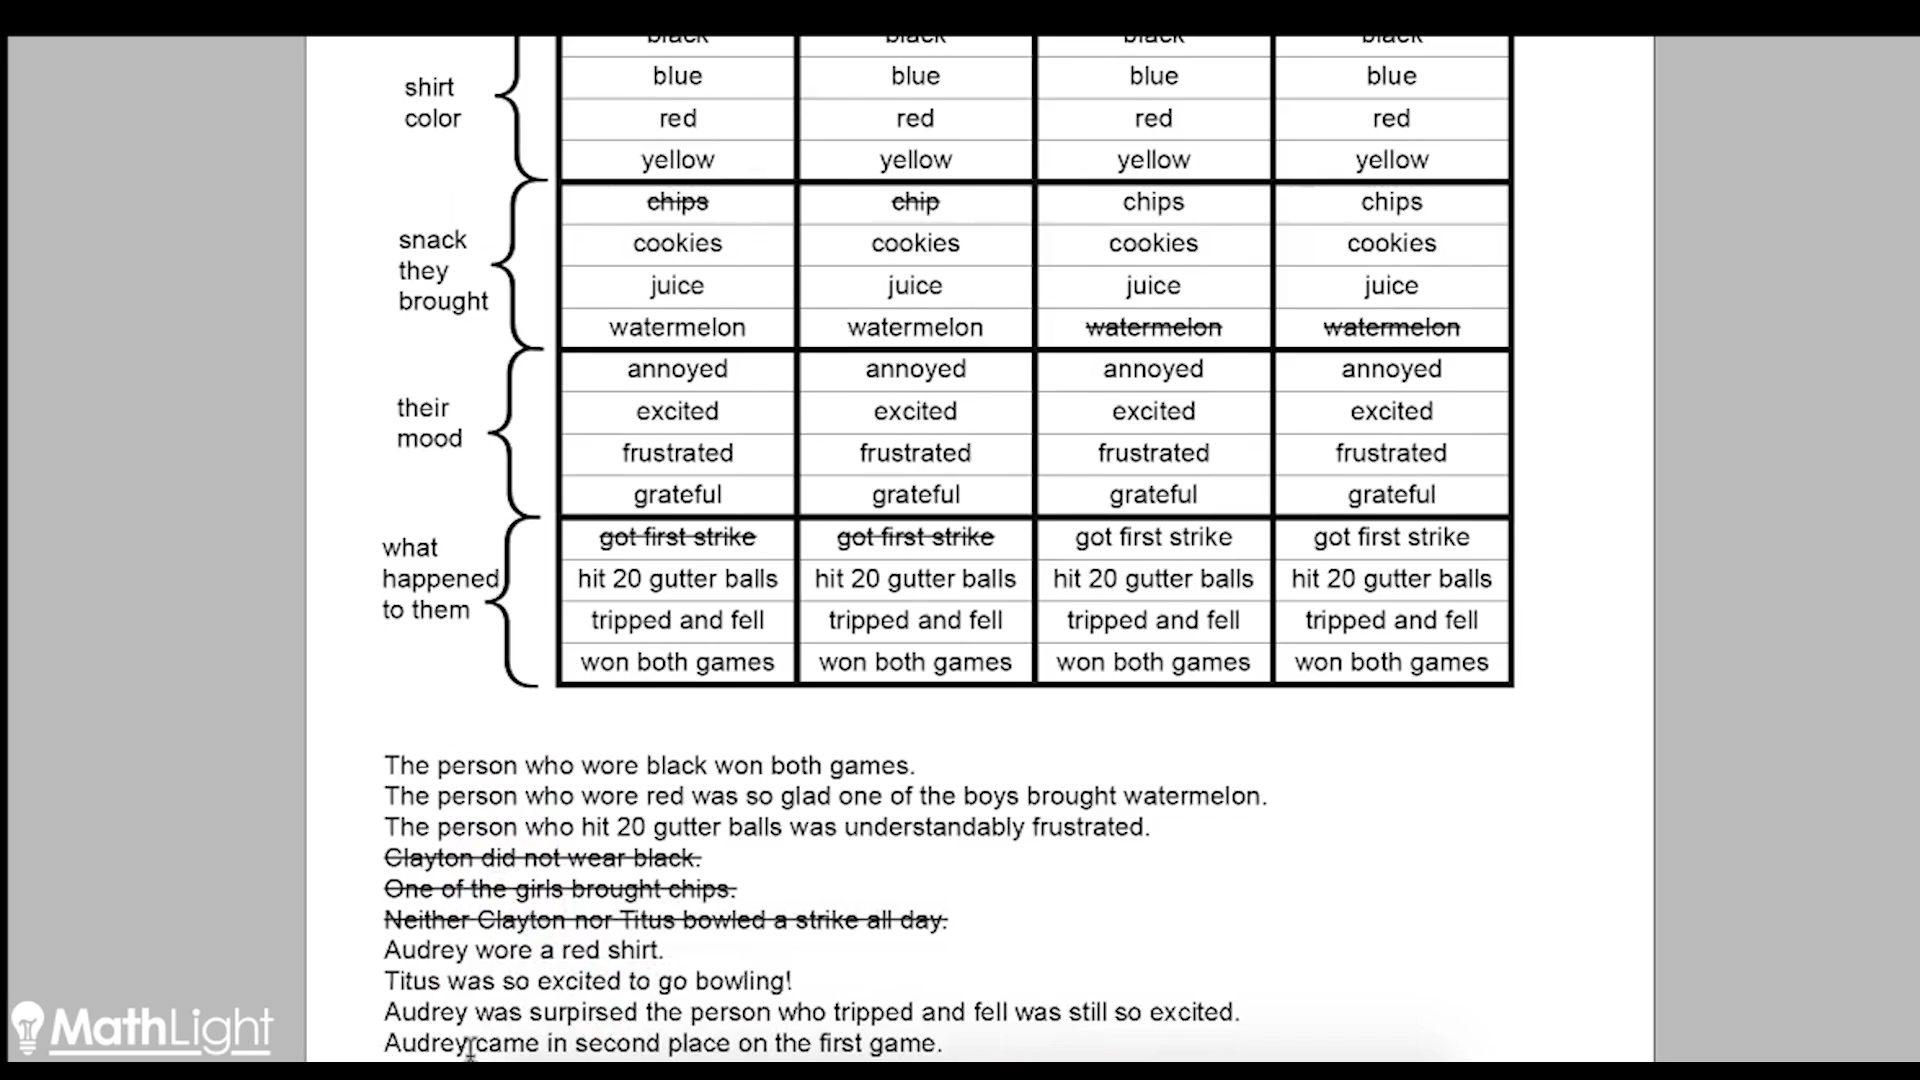 black black black black
shirt color
blue blue blue blue
red red red red
yellow yellow yellow yellow
snack they brought
chips chip chips chips
cookies cookies cookies cookies
juice juice juice juice
watermelon watermelon watermelon watermelon
their mood
annoyed annoyed annoyed annoyed
excited excited excited excited
frustrated frustrated frustrated frustrated
grateful grateful grateful grateful
what happened to them
got first strike got first strike got first strike got first strike
hit 20 gutter balls hit 20 gutter balls hit 20 gutter balls hit 20 gutter balls
tripped and fell tripped and fell tripped and fell tripped and fell
won both games won both games won both games won both games
The person who wore black won both games.
The person who wore red was so glad one of the boys brought watermelon.
The person who hit 20 gutter balls was understandably frustrated.
Clayton did not wear black.
One of the girls brought chips.
Neither Clayton nor Titus bowled a strike all day.
Audrey wore a red shirt.
Titus was so excited to go bowling!
Audrey was surpirsed the person who tripped and fell was still so excited.
Audrey came in second place on the first game.
MathLight